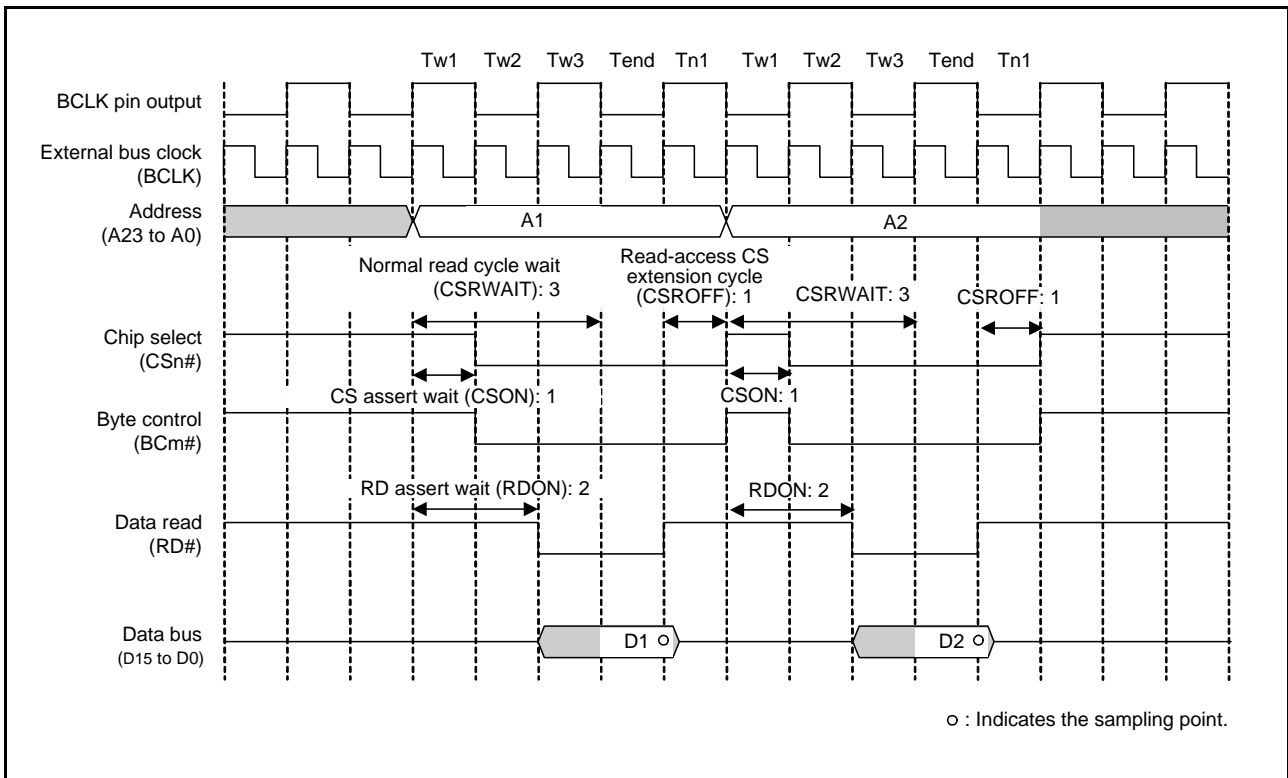 Tw1 Tw2 Tw3 Tend Tn1 Tw1 Tw2 Tw3 Tend Tn1
BCLK pin output
External bus clock
(BCLK)
Address
(A23 to A0)
A1
A2
Normal read cycle wait
(CSRWAIT): 3
Read-access CS
extension cycle
(CSROFF): 1
CSRWAIT: 3
CSROFF: 1
Chip select
(CSn#)
CS assert wait (CSON): 1
CSON: 1
Byte control
(BCm#)
RD assert wait (RDON): 2
RDON: 2
Data read
(RD#)
Data bus
(D15 to D0)
D1
D2
: Indicates the sampling point.